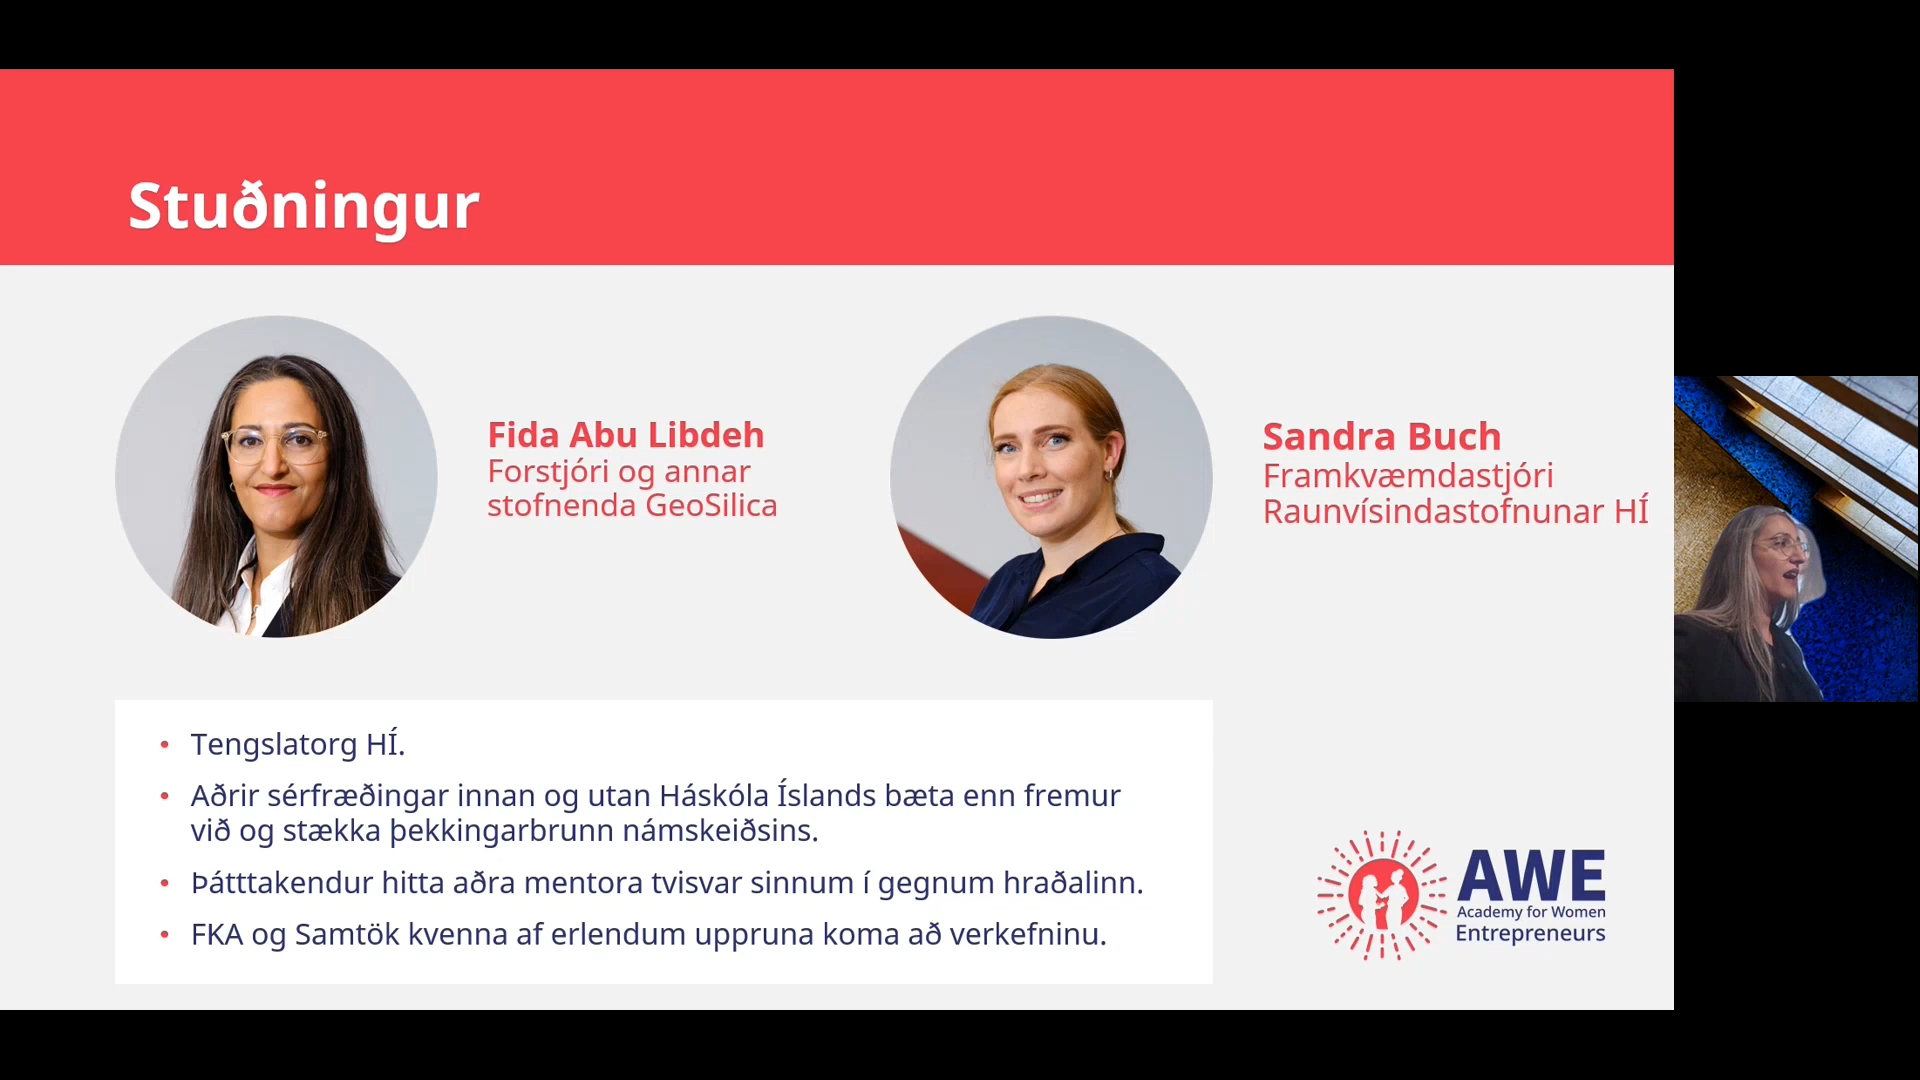 Stuðningur
Fida Abu Libdeh
Forstjóri og annar
stofnenda GeoSilica
Sandra Buch
Framkvæmdastjóri
Raunvísindastofnunar HÍ
• Tengslatorg HÍ.
• Aðrir sérfræðingar innan og utan Háskóla Íslands bæta enn fremur
við og stækka þekkingarbrunn námskeiðsins.
• Þátttakendur hitta aðra mentora tvisvar sinnum í gegnum hraðalinn.
• FKA og Samtök kvenna af erlendum uppruna koma að verkefninu.
AWE
Academy for Women
Entrepreneurs